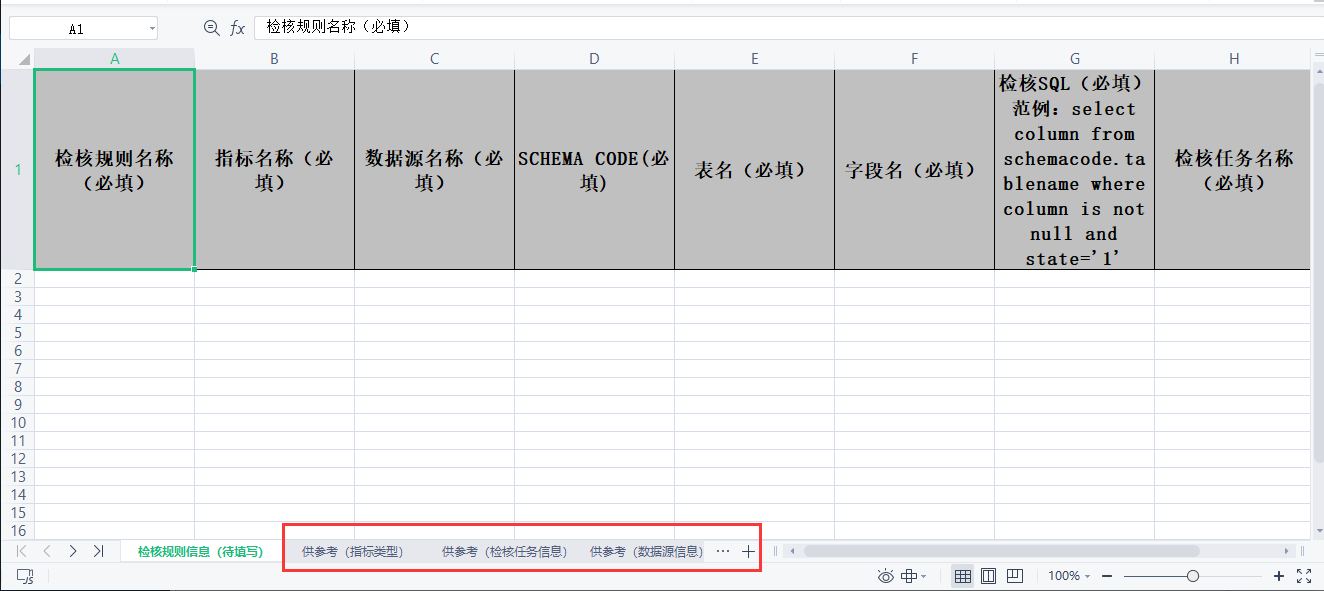 A1
fx
检核规则名称（必填）
A B C D E F G H
1
检核规则名称
（必填）
指标名称（必
填）
数据源名称（必
填）
SCHEMA CODE(必
填)
表名（必填）
字段名（必填）
检核SQL（必填）
范例：select
column from
schemacode.ta
blename where
column is not
null and
state='1'
检核任务名称
（必填）
2
3
4
5
6
7
8
9
10
11
12
13
14
15
16
检核规则信息（待填写） 供参考（指标类型） 供参考（检核任务信息） 供参考（数据源信息） ··· +
100% − +